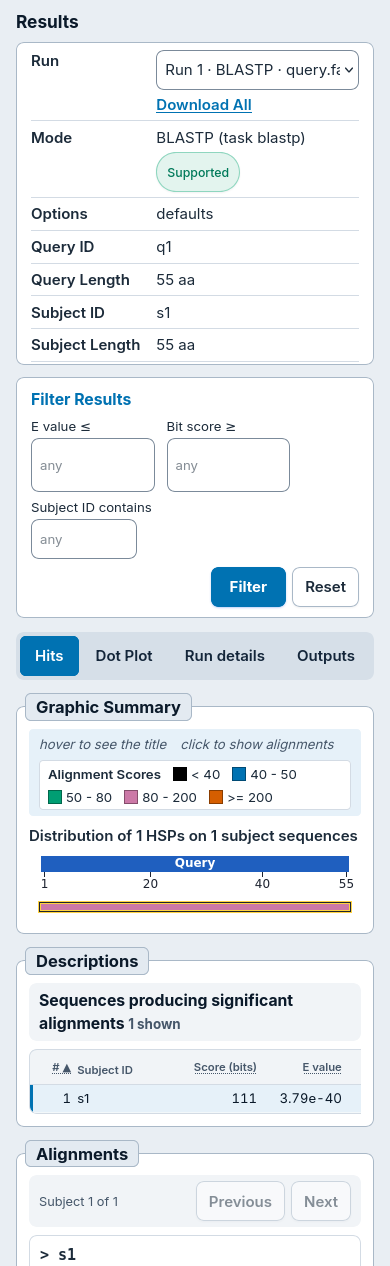 Results
Run
Run 1 · BLASTP · query.fa
Download All
Mode
BLASTP (task blastp)
Supported
Options
defaults
Query ID
q1
Query Length
55 aa
Subject ID
s1
Subject Length
55 aa
Filter Results
E value ≤
Bit score ≥
any
any
Subject ID contains
any
Filter
Reset
Hits
Dot Plot
Run details
Outputs
Graphic Summary
hover to see the title click to show alignments
Alignment Scores < 40 40 - 50
50 - 80 80 - 200 >= 200
Distribution of 1 HSPs on 1 subject sequences
Query
1 20 40 55
Descriptions
Sequences producing significant
alignments 1 shown
# ▲ Subject ID Score (bits) E value
1 s1 111 3.79e-40
Alignments
Subject 1 of 1
Previous
Next
> s1